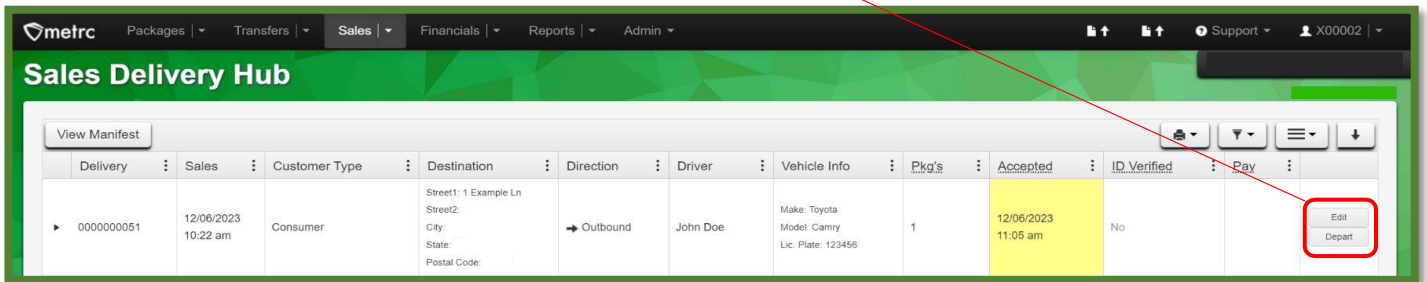 metrc Packages Transfers Sales Financials Reports Admin Support X00002
Sales Delivery Hub
View Manifest
Delivery Sales Customer Type Destination Direction Driver Vehicle Info Pkg's Accepted ID Verified Pay
0000000051
12/06/2023
10:22 am
Consumer
Street1: 1 Example Ln
Street2:
City:
State:
Postal Code:
Outbound
John Doe
Make: Toyota
Model: Camry
Lic. Plate: 123456
1
12/06/2023
11:05 am
No
Edit
Depart